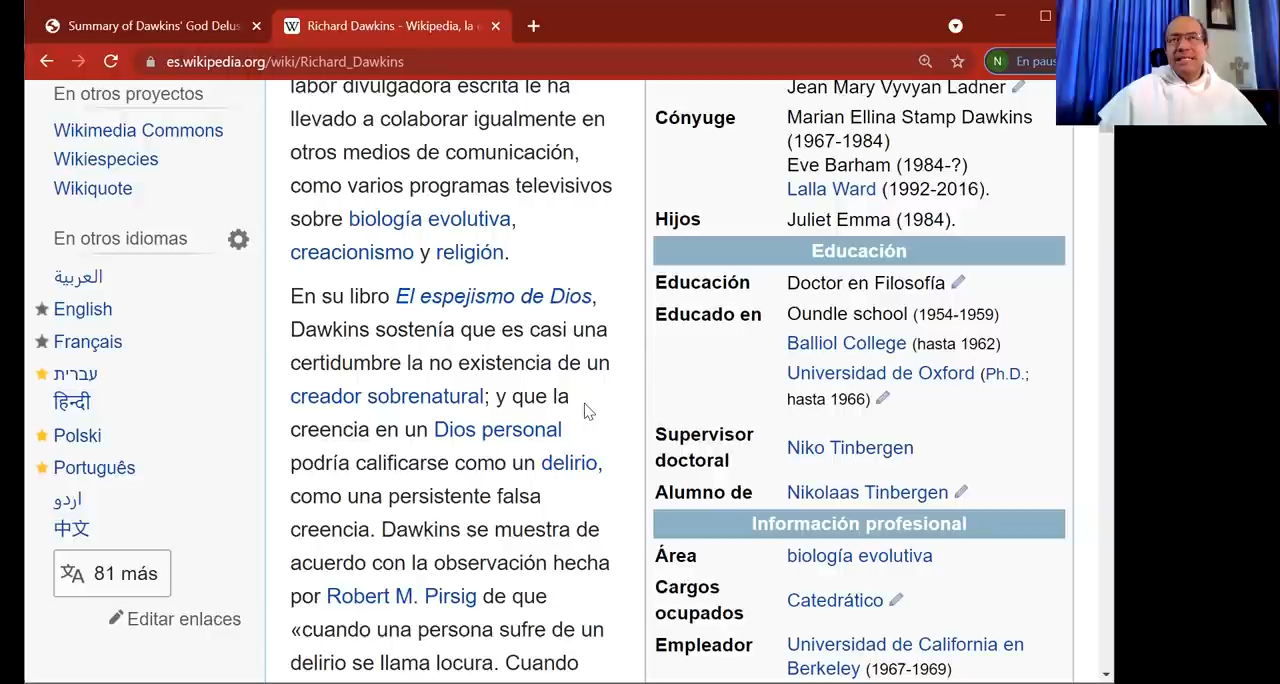 Summary of Dawkins' God Delus
Richard Dawkins - Wikipedia, la
es.wikipedia.org/wiki/Richard_Dawkins
N En paus
En otros proyectos
Wikimedia Commons
Wikiespecies
Wikiquote
En otros idiomas
العربية
English
Français
עברית
हिन्दी
Polski
Português
اردو
中文
81 más
Editar enlaces
labor divulgadora escrita le ha
llevado a colaborar igualmente en
otros medios de comunicación,
como varios programas televisivos
sobre biología evolutiva,
creacionismo y religión.
En su libro El espejismo de Dios,
Dawkins sostenía que es casi una
certidumbre la no existencia de un
creador sobrenatural; y que la
creencia en un Dios personal
podría calificarse como un delirio,
como una persistente falsa
creencia. Dawkins se muestra de
acuerdo con la observación hecha
por Robert M. Pirsig de que
«cuando una persona sufre de un
delirio se llama locura. Cuando
Jean Mary Vyvyan Ladner
Cónyuge
Marian Ellina Stamp Dawkins
(1967-1984)
Eve Barham (1984-?)
Lalla Ward (1992-2016).
Hijos
Juliet Emma (1984).
Educación
Educación
Doctor en Filosofía
Educado en
Oundle school (1954-1959)
Balliol College (hasta 1962)
Universidad de Oxford (Ph.D.;
hasta 1966)
Supervisor
doctoral
Niko Tinbergen
Alumno de
Nikolaas Tinbergen
Información profesional
Área
biología evolutiva
Cargos
ocupados
Catedrático
Empleador
Universidad de California en
Berkeley (1967-1969)